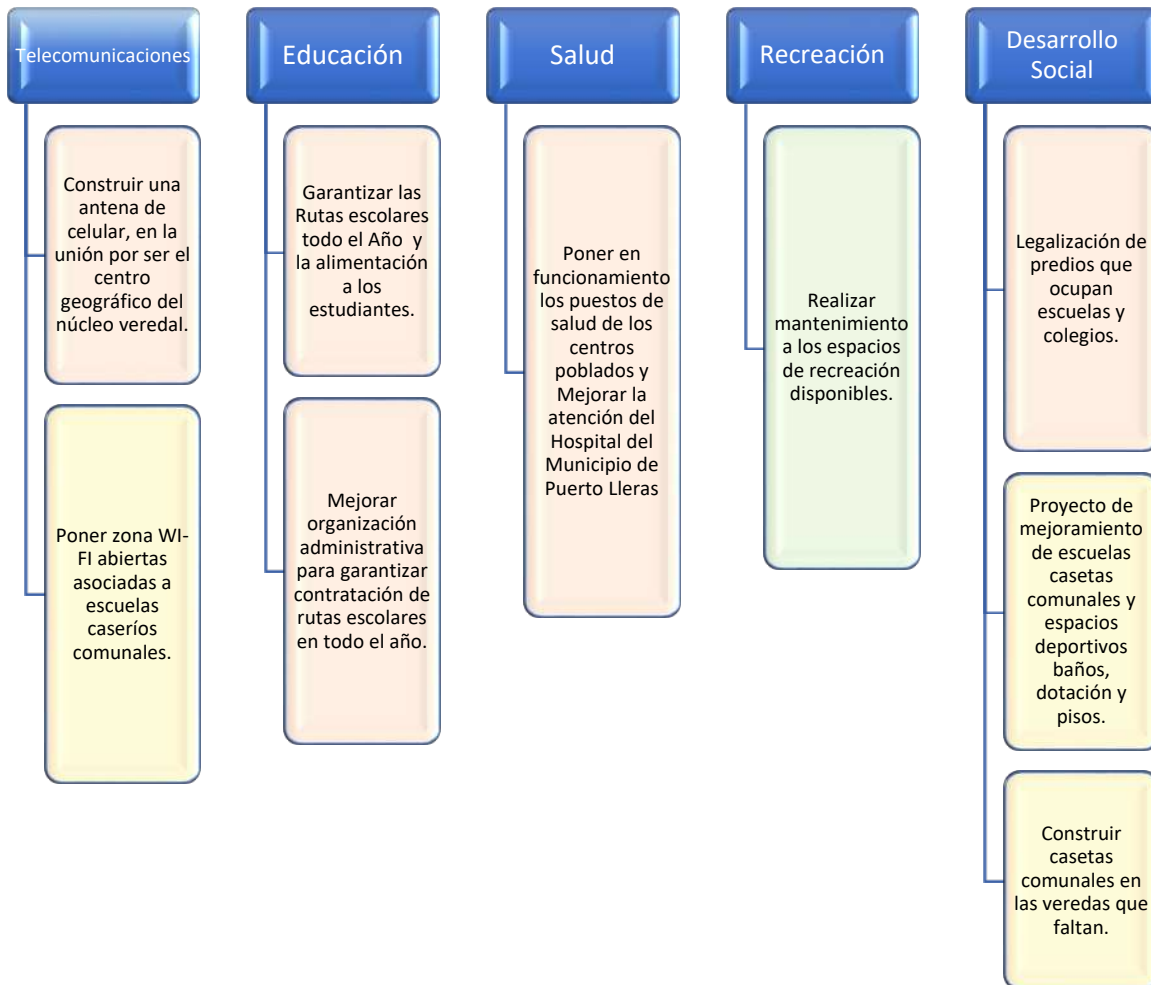 Telecomunicaciones
Construir una
antena de
celular, en la
unión por ser el
centro
geográfico del
núcleo veredal.
Poner zona WI-
FI abiertas
asociadas a
escuelas
caseríos
comunales.
Educación
Garantizar las
Rutas escolares
todo el Año y
la alimentación
a los
estudiantes.
Mejorar
organización
administrativa
para garantizar
contratación de
rutas escolares
en todo el año.
Salud
Poner en
funcionamiento
los puestos de
salud de los
centros
poblados y
Mejorar la
atención del
Hospital del
Municipio de
Puerto Lleras
Recreación
Realizar
mantenimiento
a los espacios
de recreación
disponibles.
Desarrollo
Social
Legalización de
predios que
ocupan
escuelas y
colegios.
Proyecto de
mejoramiento
de escuelas
casetas
comunales y
espacios
deportivos
baños,
dotación y
pisos.
Construir
casetas
comunales en
las veredas que
faltan.